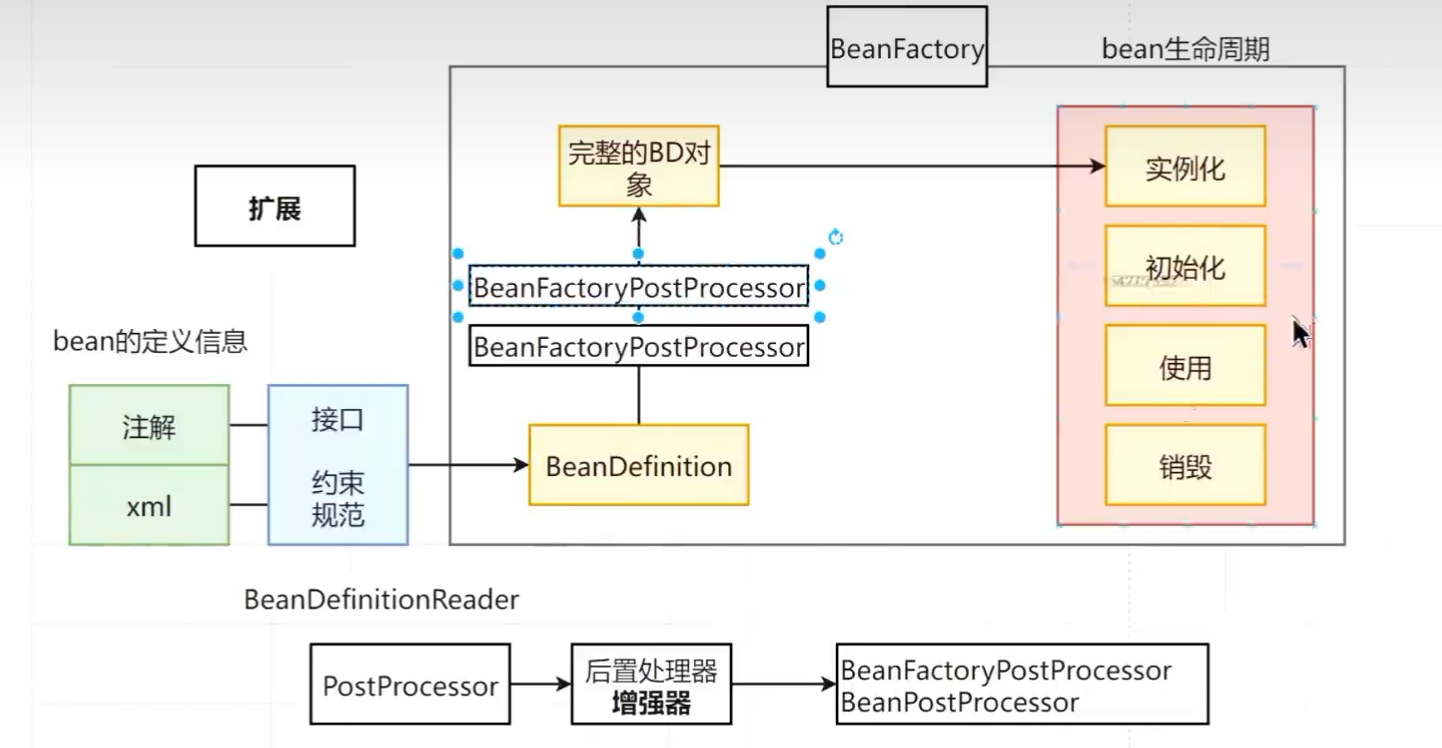 BeanFactory
bean生命周期
完整的BD对
象
实例化
扩展
初始化
BeanFactoryPostProcessor
BeanFactoryPostProcessor
bean的定义信息
使用
注解
接口
BeanDefinition
销毁
xml
约束
规范
BeanDefinitionReader
PostProcessor
后置处理器
增强器
BeanFactoryPostProcessor
BeanPostProcessor